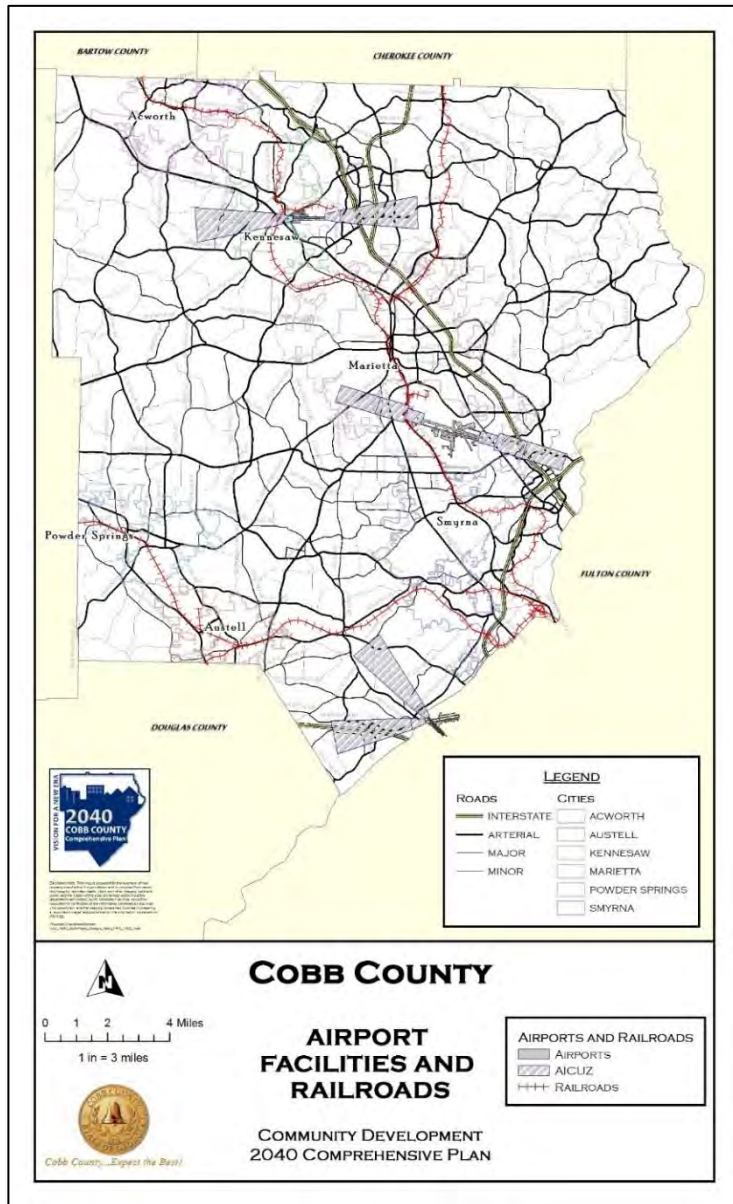 BARTOW COUNTY
CHEROKEE COUNTY
Acworth
Kennesaw
Marietta
Smyrna
Powder Springs
Austell
FULTON COUNTY
DOUGLAS COUNTY
VISION FOR A NEW ERA
2040
COBB COUNTY
Comprehensive Plan
LEGEND
ROADS
INTERSTATE
ARTERIAL
MAJOR
MINOR
CITIES
ACWORTH
AUSTELL
KENNESAW
MARIETTA
POWDER SPRINGS
SMYRNA
N
0 1 2 4 Miles
1 in = 3 miles
Cobb County...Expect the Best!
COBB COUNTY
AIRPORT
FACILITIES AND
RAILROADS
COMMUNITY DEVELOPMENT
2040 COMPREHENSIVE PLAN
AIRPORTS AND RAILROADS
AIRPORTS
AICUZ
RAILROADS